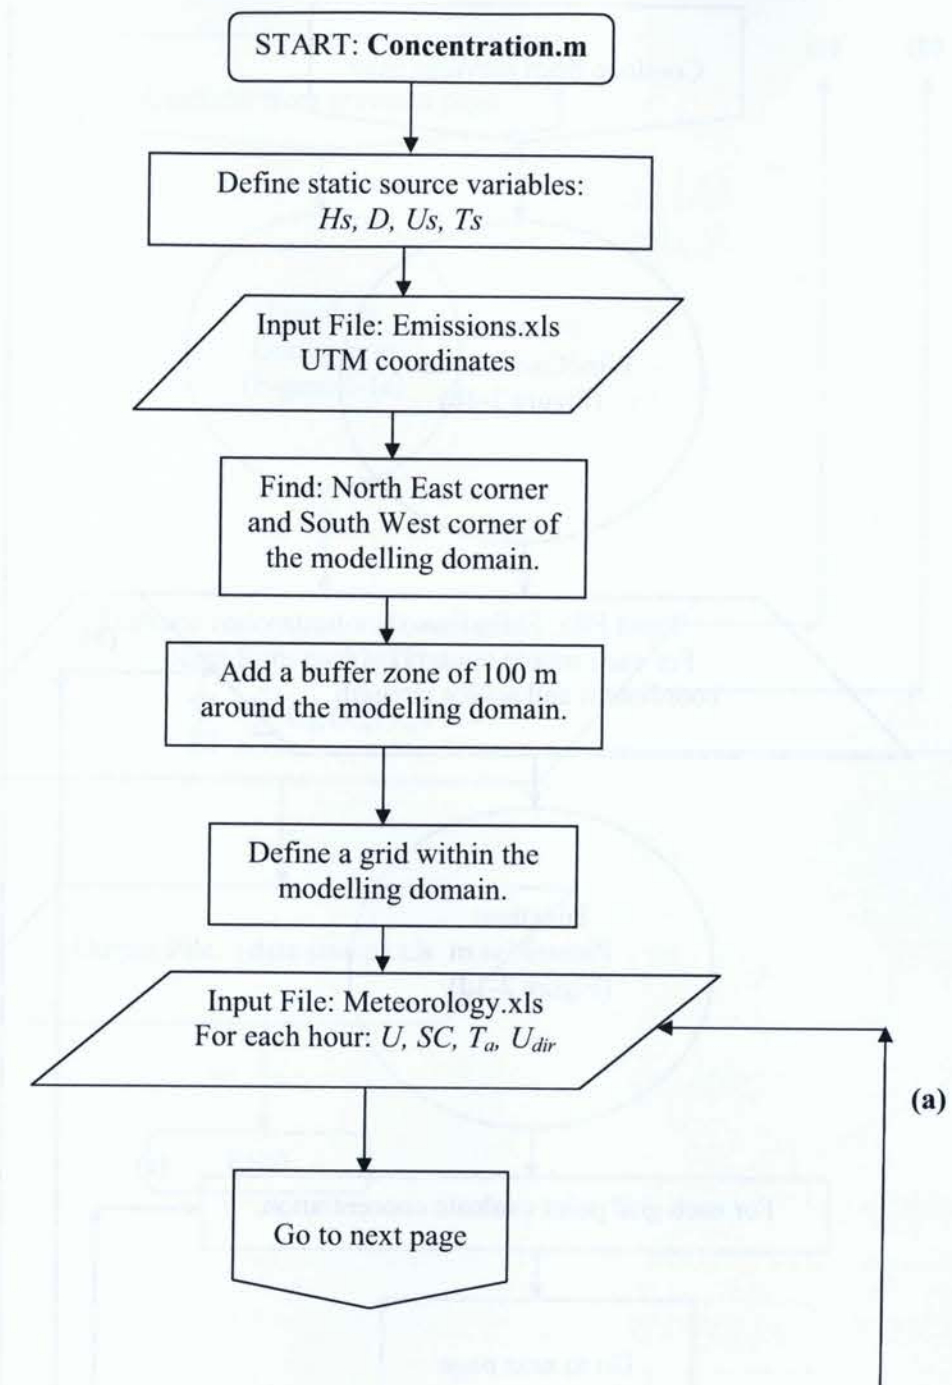 START: Concentration.m
Define static source variables:
Hs, D, Us, Ts
Input File: Emissions.xls
UTM coordinates
Find: North East corner
and South West corner of
the modelling domain.
Add a buffer zone of 100 m
around the modelling domain.
Define a grid within the
modelling domain.
Input File: Meteorology.xls
For each hour: U, SC, Ta, Udir
(a)
Go to next page